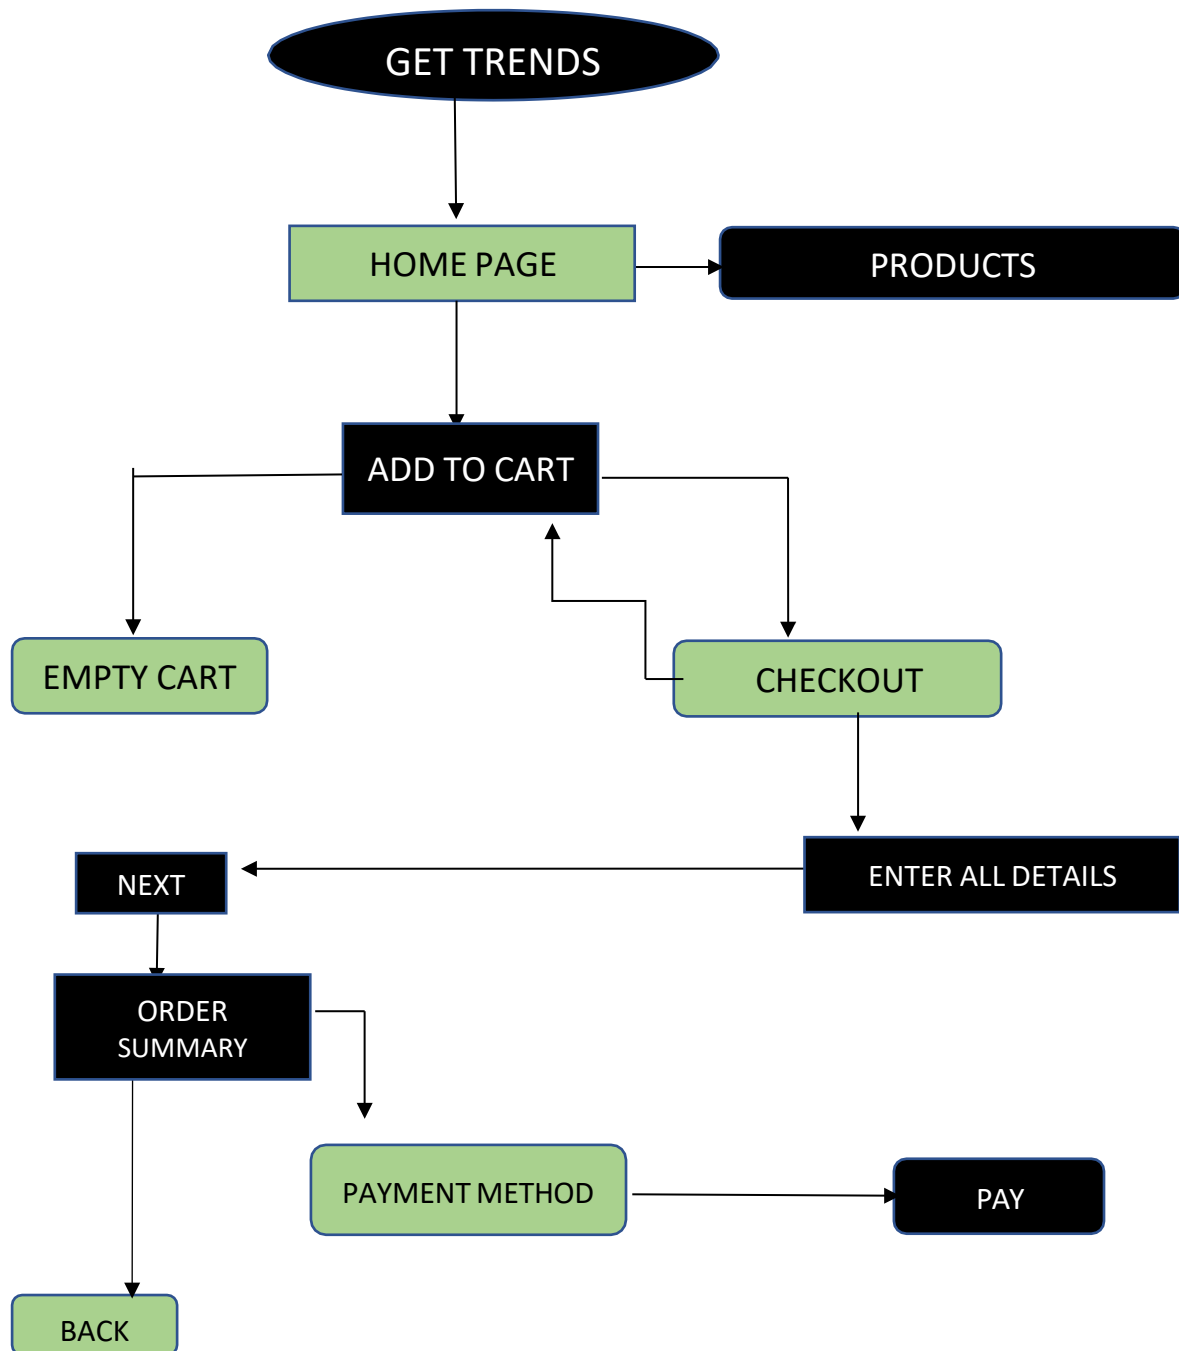 GET TRENDS
HOME PAGE
PRODUCTS
ADD TO CART
EMPTY CART
CHECKOUT
ENTER ALL DETAILS
NEXT
ORDER
SUMMARY
PAYMENT METHOD
PAY
BACK